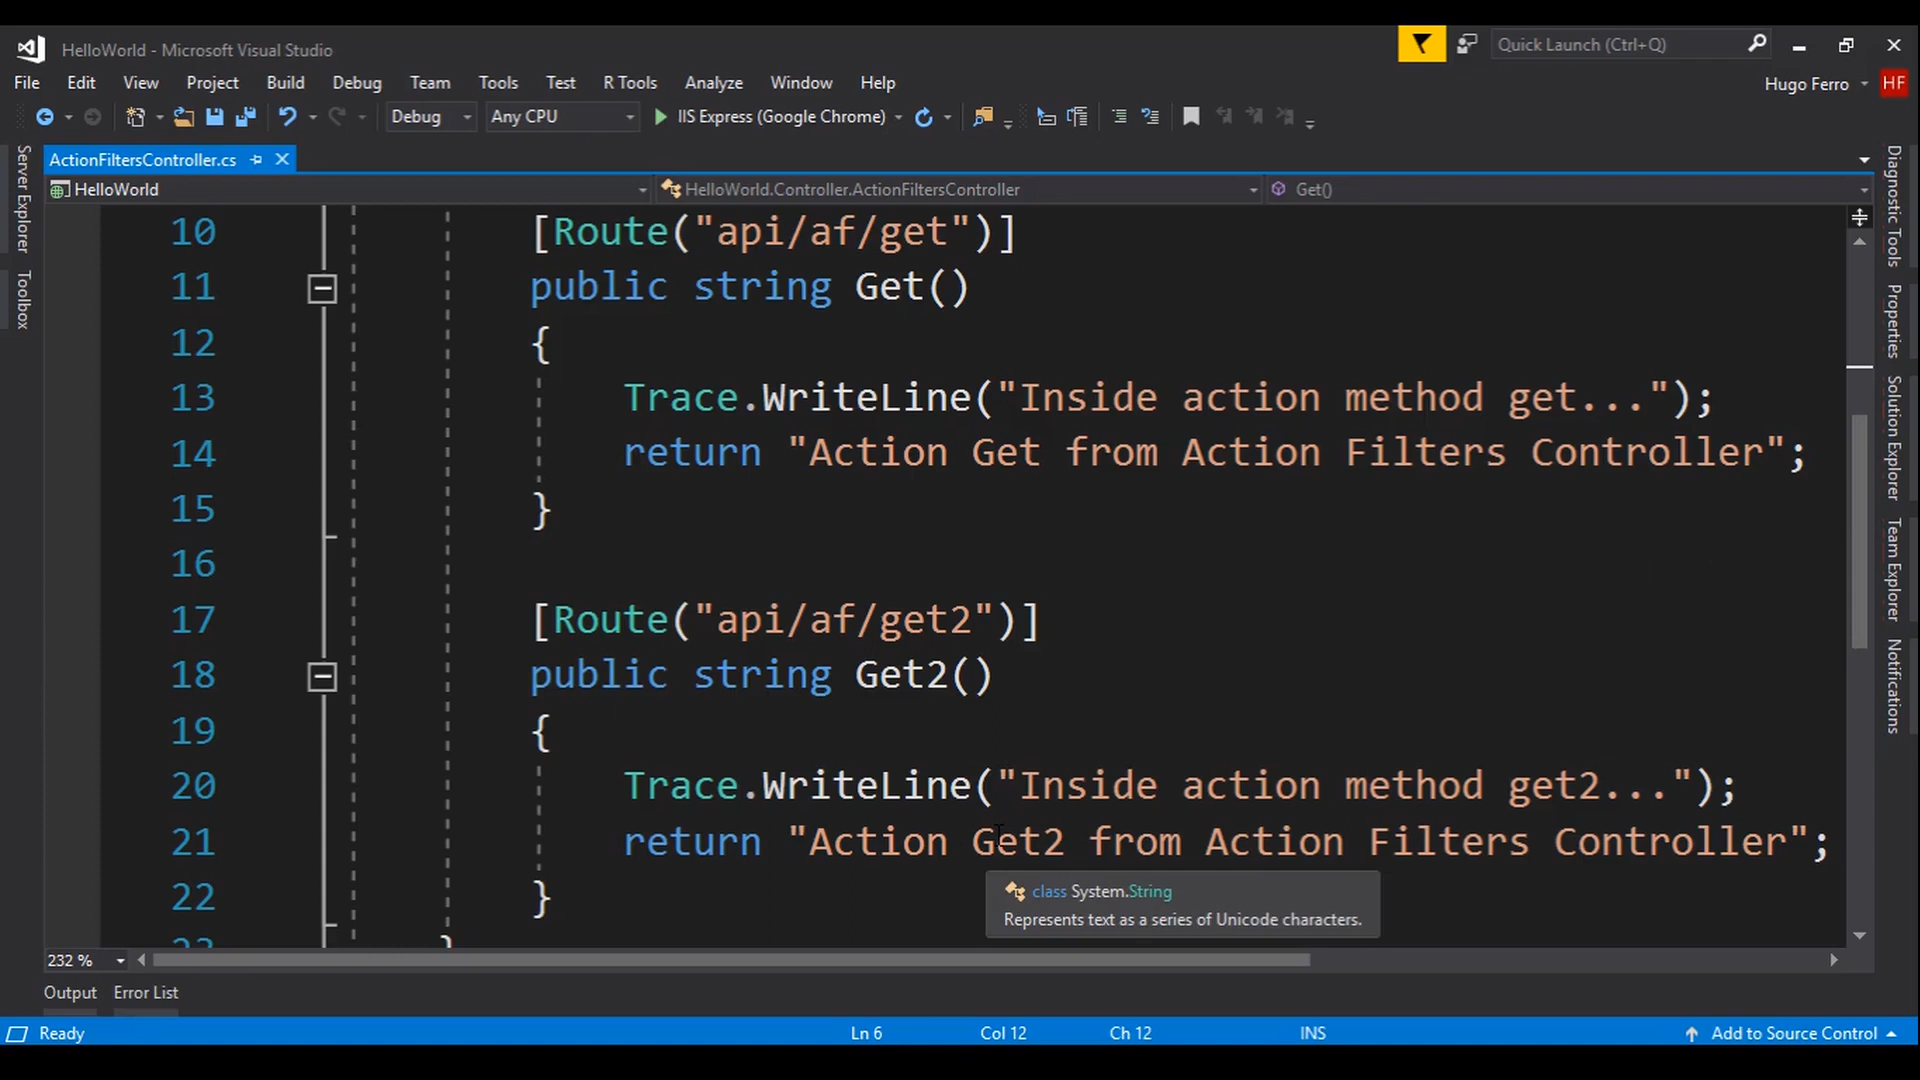 HelloWorld - Microsoft Visual Studio
Quick Launch (Ctrl+Q)
File Edit View Project Build Debug Team Tools Test R Tools Analyze Window Help
Hugo Ferro HF
Debug Any CPU IIS Express (Google Chrome)
ActionFiltersController.cs
HelloWorld HelloWorld.Controller.ActionFiltersController Get()
Server Explorer
Toolbox
10 [Route("api/af/get")]
11 public string Get()
12 {
13 Trace.WriteLine("Inside action method get...");
14 return "Action Get from Action Filters Controller";
15 }
16
17 [Route("api/af/get2")]
18 public string Get2()
19 {
20 Trace.WriteLine("Inside action method get2...");
21 return "Action Get2 from Action Filters Controller";
22 }
class System.String
Represents text as a series of Unicode characters.
23 }
Diagnostic Tools
Properties
Solution Explorer
Team Explorer
Notifications
232 %
Output Error List
Ready Ln 6 Col 12 Ch 12 INS Add to Source Control